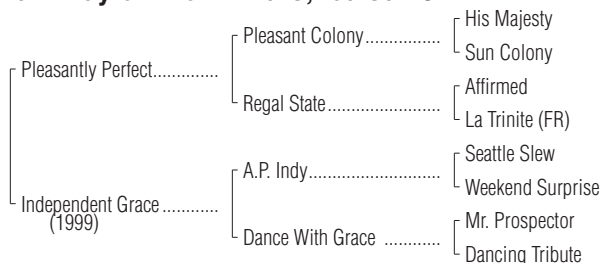 His Majesty
Pleasant Colony...............
Sun Colony
Pleasantly Perfect.............
Affirmed
Regal State......................
La Trinite (FR)
Seattle Slew
A.P. Indy..........................
Weekend Surprise
Independent Grace ...........
(1999)
Mr. Prospector
Dance With Grace ............
Dancing Tribute